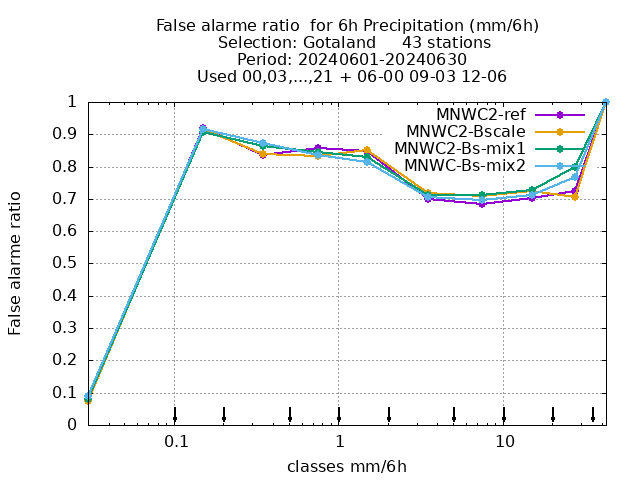 False alarme ratio  for 6h Precipitation (mm/6h)
Selection: Gotaland     43 stations
Period: 20240601-20240630
Used 00,03,...,21 + 06-00 09-03 12-06
MNWC2-ref
MNWC2-Bscale
MNWC2-Bs-mix1
MNWC-Bs-mix2
1
0.9
0.8
0.7
0.6
0.5
0.4
0.3
0.2
0.1
0
False alarme ratio
0.1 1 10
classes mm/6h